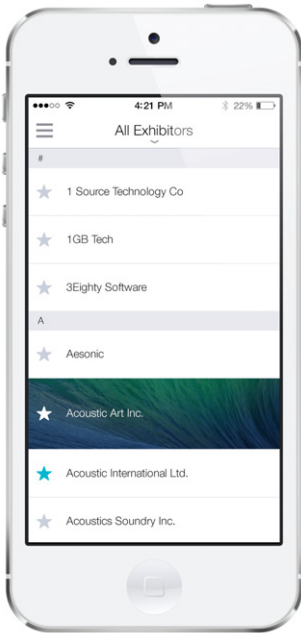 4:21 PM
22%
All Exhibitors
#
1 Source Technology Co
1GB Tech
3Eighty Software
A
Aesonic
Acoustic Art Inc.
Acoustic International Ltd.
Acoustics Soundry Inc.